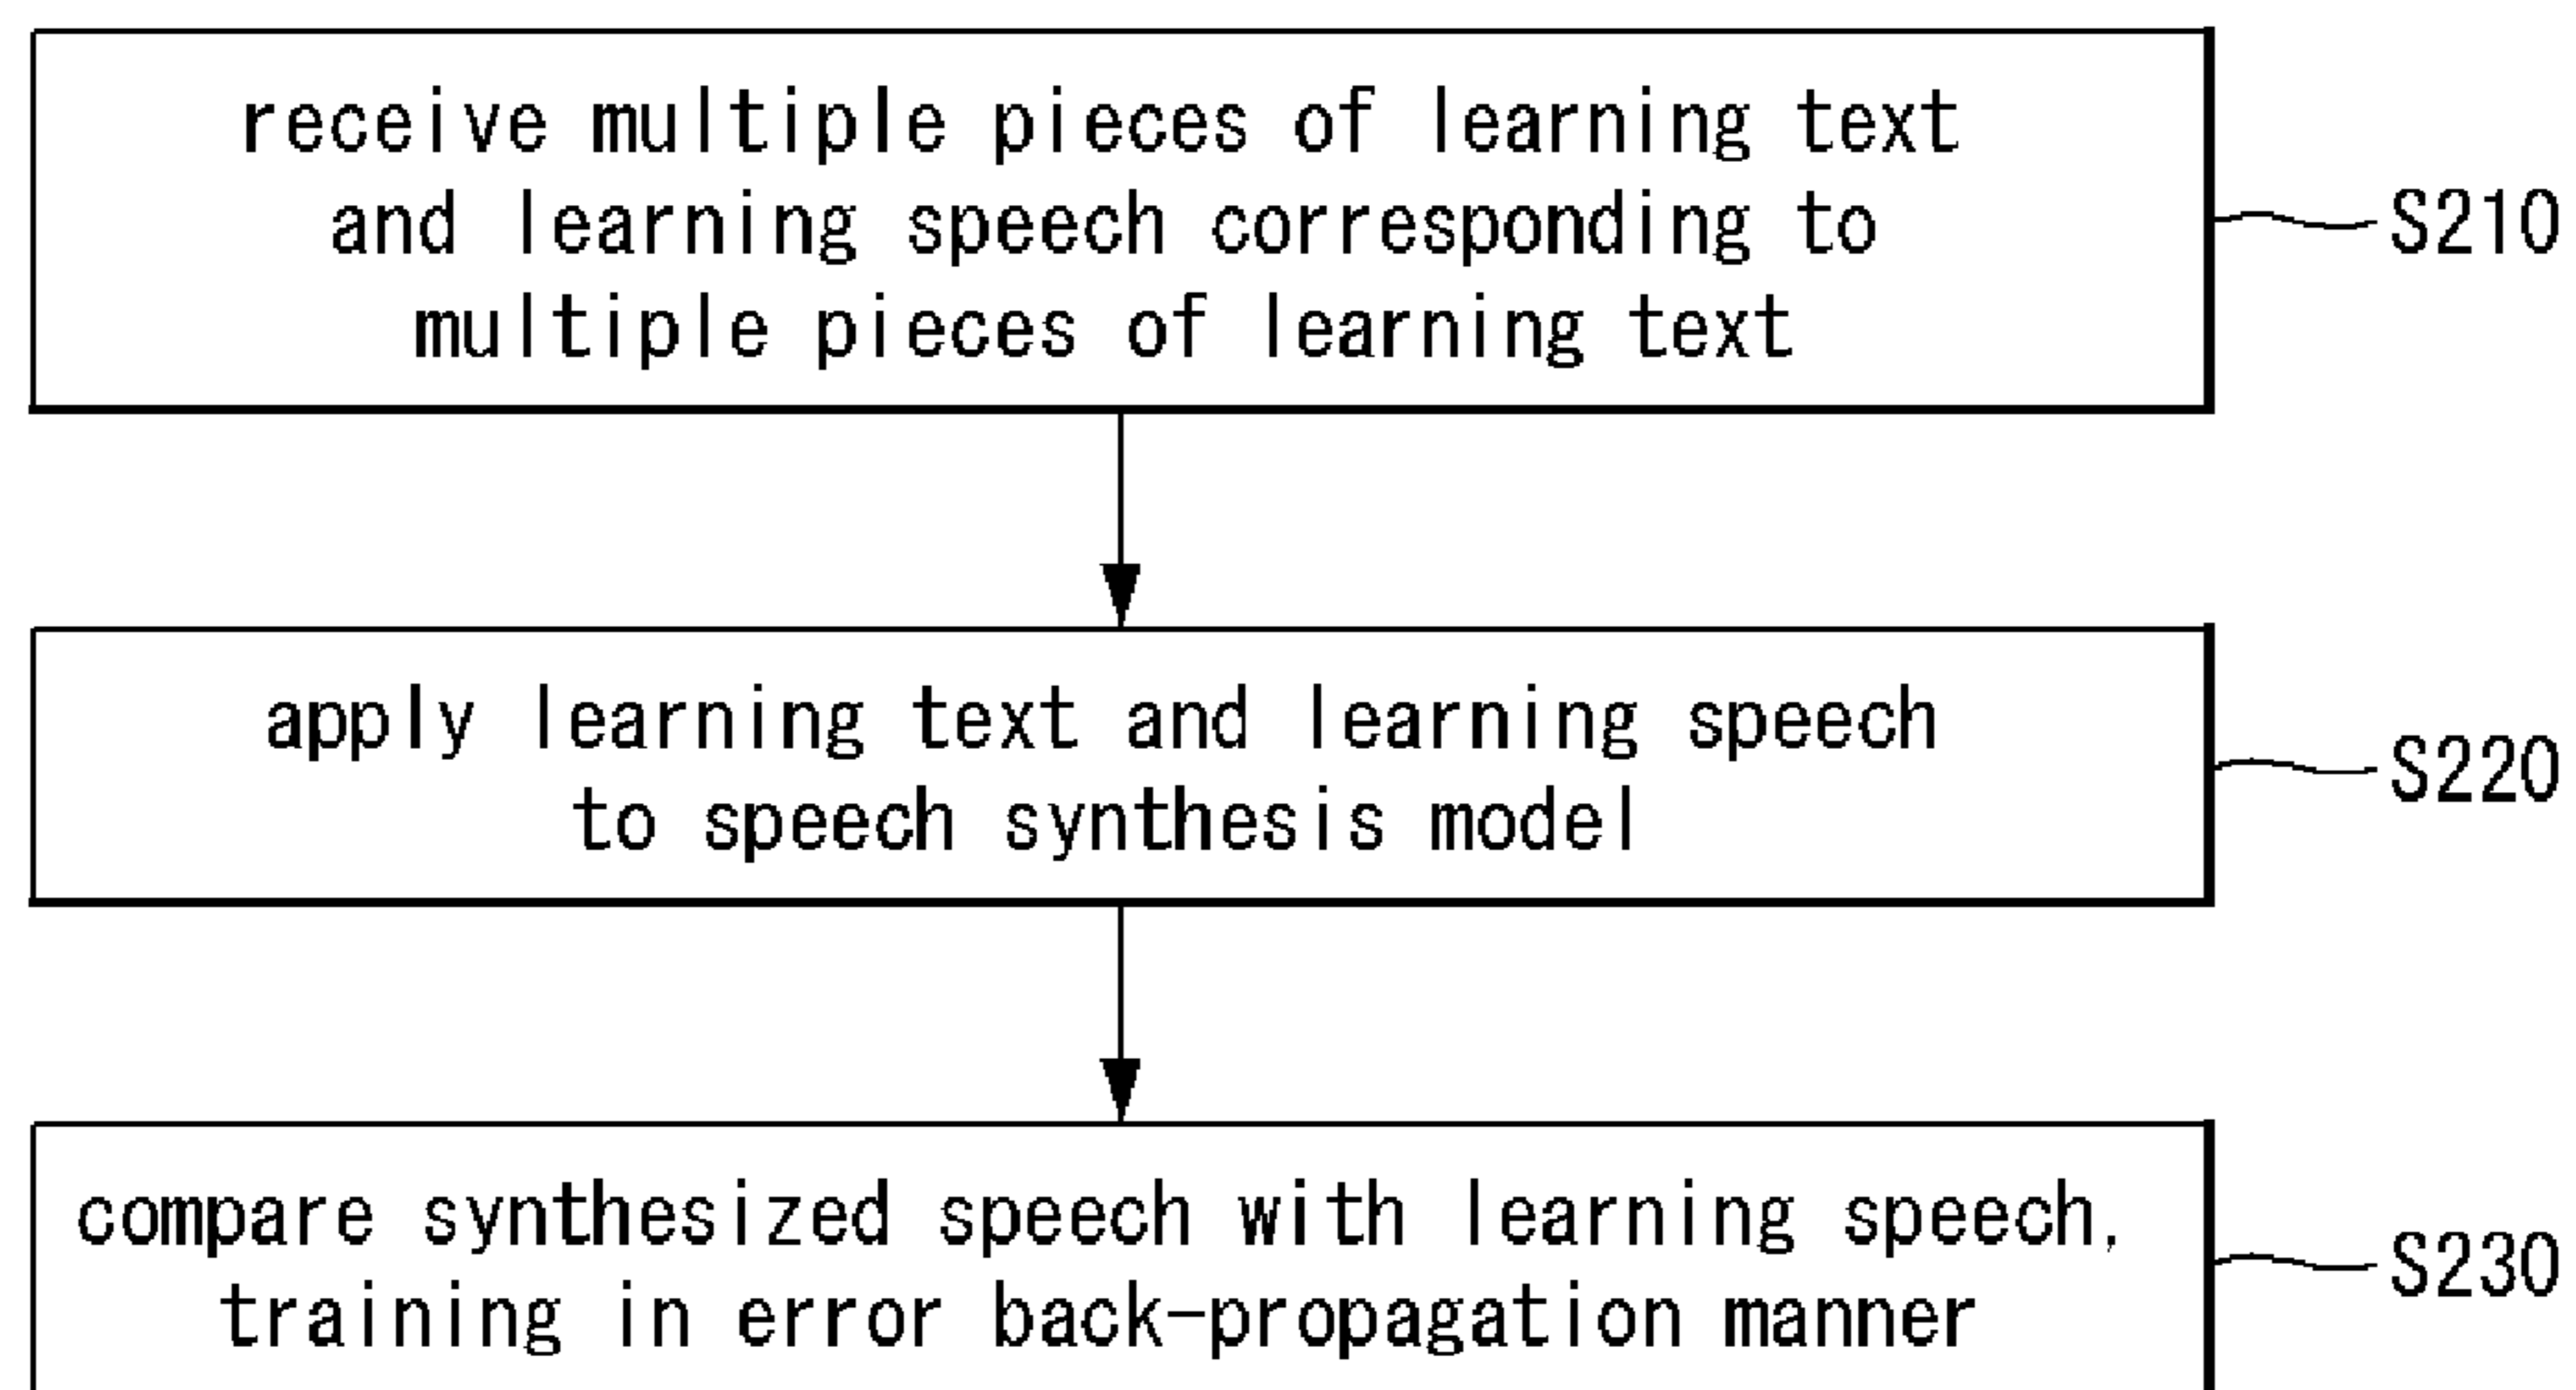 receive multiple pieces of learning text
and learning speech corresponding to
multiple pieces of learning text
S210
apply learning text and learning speech
to speech synthesis model
S220
compare synthesized speech with learning speech,
training in error back-propagation manner
S230